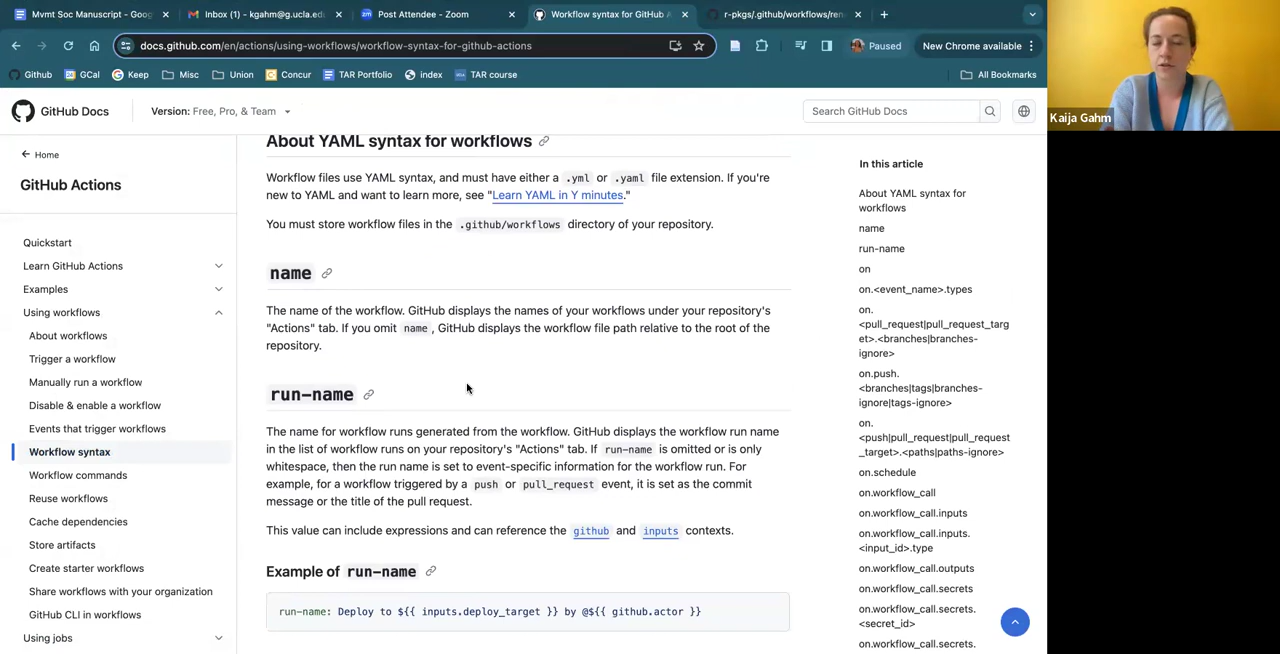 Mvmt Soc Manuscript - Goog
Inbox (1) - kgahm@g.ucla.ed
Post Attendee - Zoom
Workflow syntax for GitHub A
r-pkgs/.github/workflows/ren
docs.github.com/en/actions/using-workflows/workflow-syntax-for-github-actions
Paused
New Chrome available
Github
GCal
Keep
Misc
Union
Concur
TAR Portfolio
index
TAR course
All Bookmarks
GitHub Docs
Version: Free, Pro, & Team
Search GitHub Docs
Kaija Gahm
Home
GitHub Actions
Quickstart
Learn GitHub Actions
Examples
Using workflows
About workflows
Trigger a workflow
Manually run a workflow
Disable & enable a workflow
Events that trigger workflows
Workflow syntax
Workflow commands
Reuse workflows
Cache dependencies
Store artifacts
Create starter workflows
Share workflows with your organization
GitHub CLI in workflows
Using jobs
About YAML syntax for workflows
Workflow files use YAML syntax, and must have either a .yml or .yaml file extension. If you're
new to YAML and want to learn more, see "Learn YAML in Y minutes."
You must store workflow files in the .github/workflows directory of your repository.
name
The name of the workflow. GitHub displays the names of your workflows under your repository's
"Actions" tab. If you omit name, GitHub displays the workflow file path relative to the root of the
repository.
run-name
The name for workflow runs generated from the workflow. GitHub displays the workflow run name
in the list of workflow runs on your repository's "Actions" tab. If run-name is omitted or is only
whitespace, then the run name is set to event-specific information for the workflow run. For
example, for a workflow triggered by a push or pull_request event, it is set as the commit
message or the title of the pull request.
This value can include expressions and can reference the github and inputs contexts.
Example of run-name
run-name: Deploy to ${{ inputs.deploy_target }} by @${{ github.actor }}
In this article
About YAML syntax for
workflows
name
run-name
on
on.<event_name>.types
on.
<pull_request|pull_request_targ
et>.<branches|branches-
ignore>
on.push.
<branches|tags|branches-
ignore|tags-ignore>
on.
<push|pull_request|pull_request
_target>.<paths|paths-ignore>
on.schedule
on.workflow_call
on.workflow_call.inputs
on.workflow_call.inputs.
<input_id>.type
on.workflow_call.outputs
on.workflow_call.secrets
on.workflow_call.secrets.
<secret_id>
on.workflow_call.secrets.